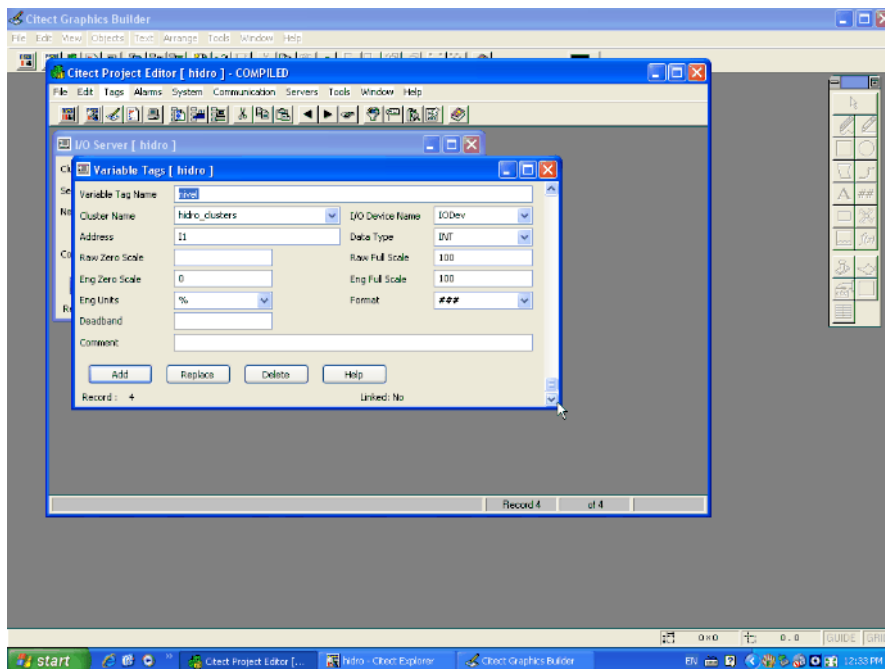 Citect Graphics Builder
File Edit View Objects Text Arrange Tools Window Help
Citect Project Editor [ hidro ] - COMPILED
File Edit Tags Alarms System Communication Servers Tools Window Help
I/O Server [ hidro ]
Variable Tags [ hidro ]
Variable Tag Name nivel
Cluster Name hidro_clusters I/O Device Name IODev
Address I1 Data Type INT
Raw Zero Scale Raw Full Scale 100
Eng Zero Scale 0 Eng Full Scale 100
Eng Units % Format ###
Deadband
Comment
Add Replace Delete Help
Record : 4 Linked: No
Record 4 of 4
A ##
f(x)
0×0 0.0 GUIDE GRI
start Citect Project Editor [... hidro - Citect Explorer Citect Graphics Builder EN 12:33 PM